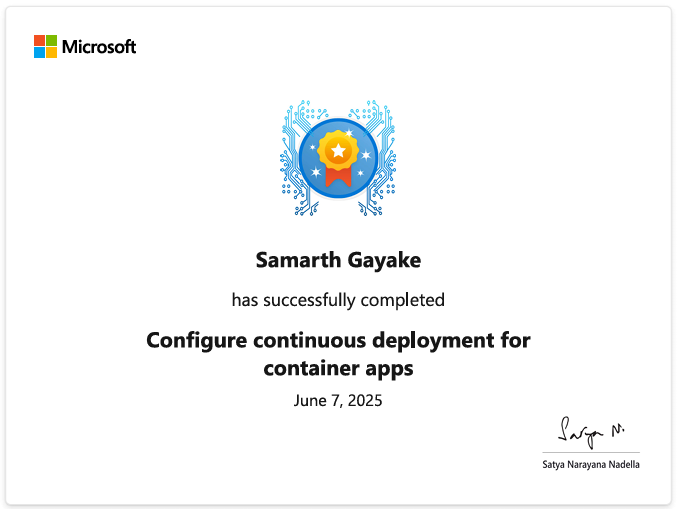 Microsoft
Samarth Gayake
has successfully completed
Configure continuous deployment for
container apps
June 7, 2025
Satya N.
Satya Narayana Nadella